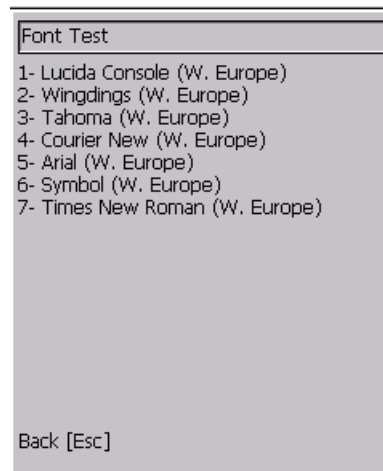 Font Test
1- Lucida Console (W. Europe)
2- Wingdings (W. Europe)
3- Tahoma (W. Europe)
4- Courier New (W. Europe)
5- Arial (W. Europe)
6- Symbol (W. Europe)
7- Times New Roman (W. Europe)
Back [Esc]